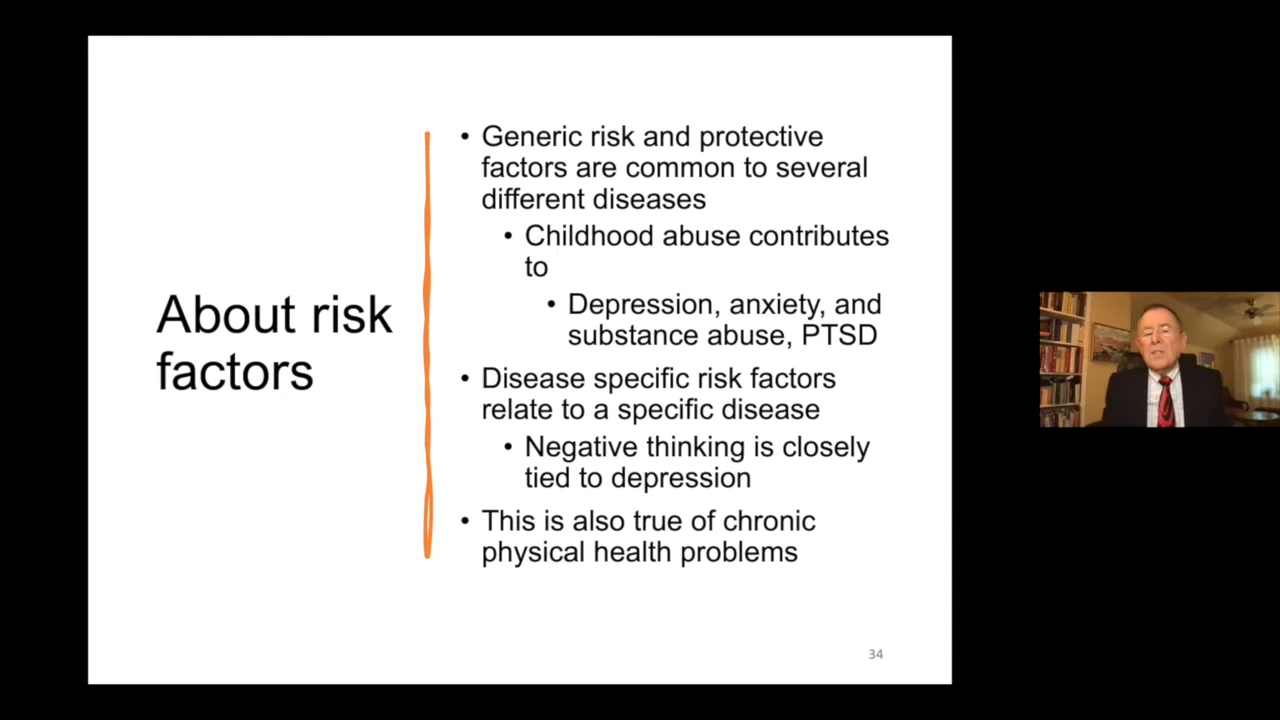 About risk
factors
• Generic risk and protective
factors are common to several
different diseases
• Childhood abuse contributes
to
• Depression, anxiety, and
substance abuse, PTSD
• Disease specific risk factors
relate to a specific disease
• Negative thinking is closely
tied to depression
• This is also true of chronic
physical health problems
34